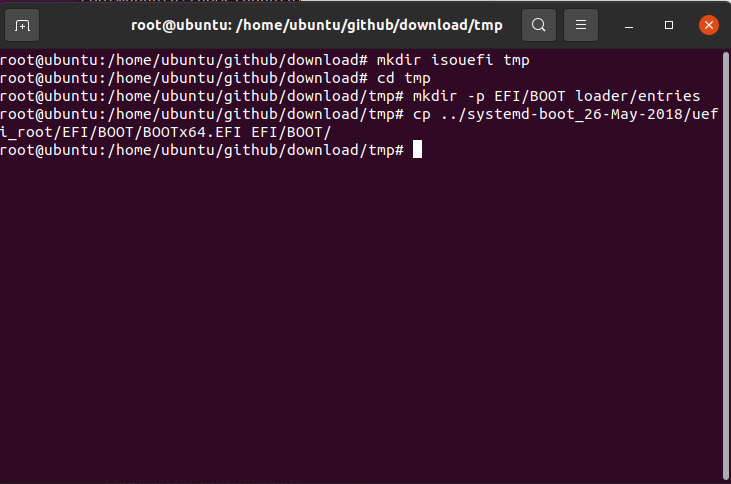 root@ubuntu: /home/ubuntu/github/download/tmp
root@ubuntu:/home/ubuntu/github/download# mkdir isouefi tmp
root@ubuntu:/home/ubuntu/github/download# cd tmp
root@ubuntu:/home/ubuntu/github/download/tmp# mkdir -p EFI/BOOT loader/entries
root@ubuntu:/home/ubuntu/github/download/tmp# cp ../systemd-boot_26-May-2018/uef
i_root/EFI/BOOT/BOOTx64.EFI EFI/BOOT/
root@ubuntu:/home/ubuntu/github/download/tmp#